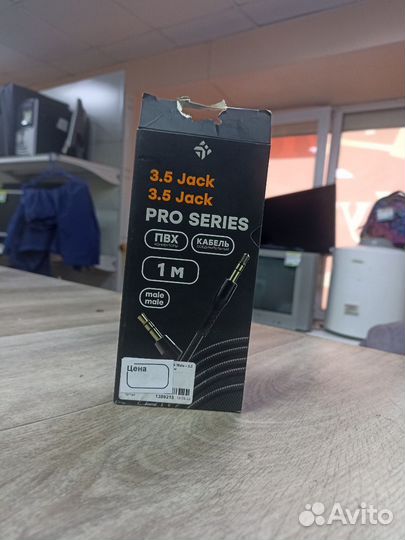 3.5 Jack
3.5 Jack
PRO SERIES
ПВХ
КАБЕЛЬ
1 м
male
male
Цена
Avito